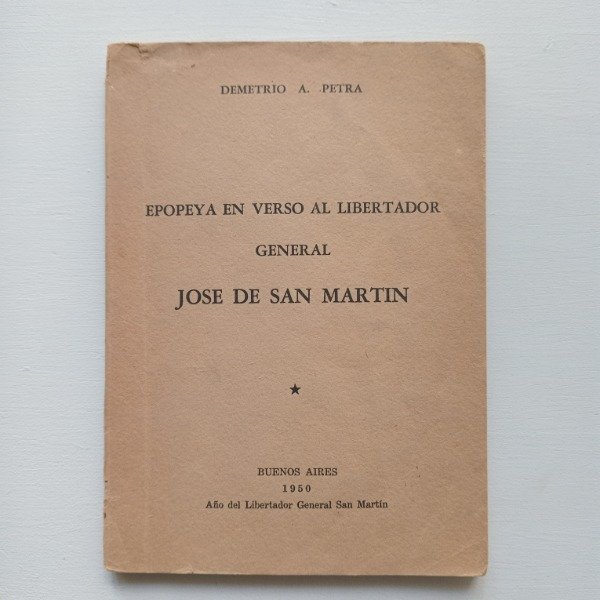 DEMETRIO A. PETRA
EPOPEYA EN VERSO AL LIBERTADOR
GENERAL
JOSE DE SAN MARTIN
BUENOS AIRES
1950
Año del Libertador General San Martín